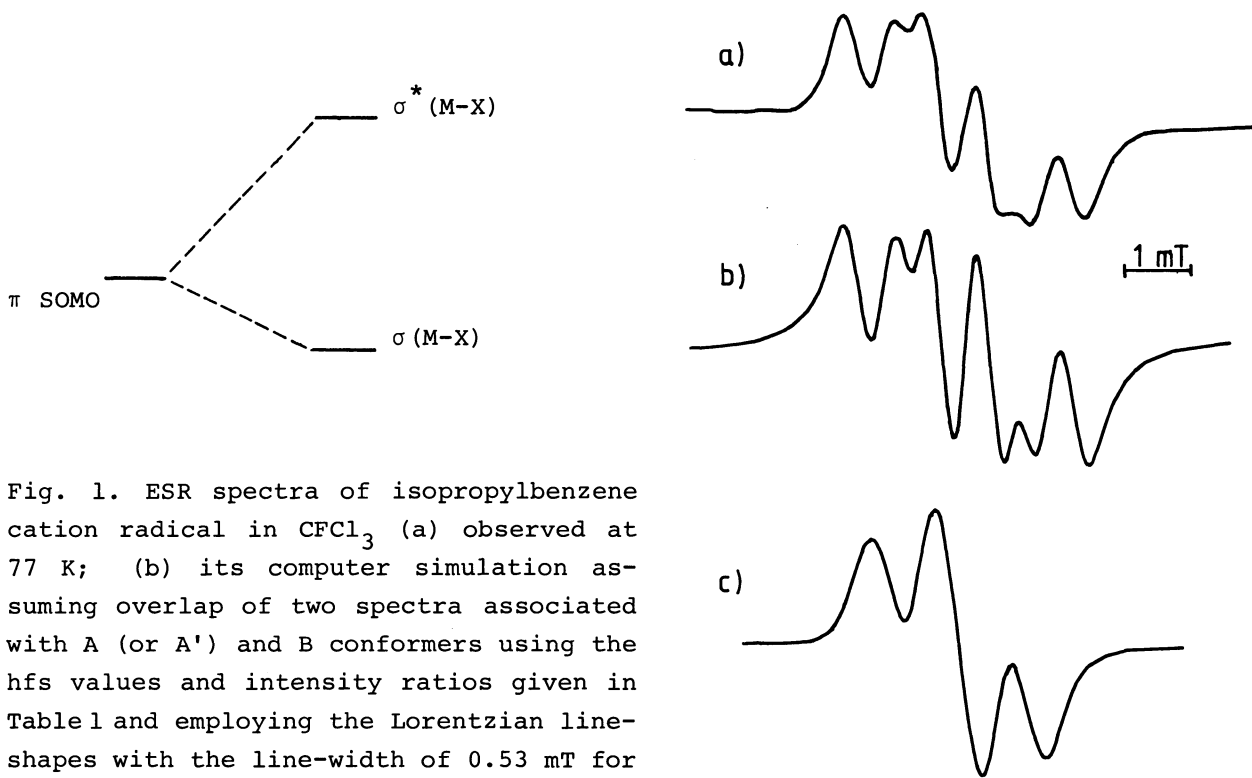 σ*(M-X)
π SOMO
σ(M-X)
a)
b)
1 mT
c)
Fig. 1. ESR spectra of isopropylbenzene
cation radical in CFCl3 (a) observed at
77 K; (b) its computer simulation as-
suming overlap of two spectra associated
with A (or A') and B conformers using the
hfs values and intensity ratios given in
Table 1 and employing the Lorentzian line-
shapes with the line-width of 0.53 mT for